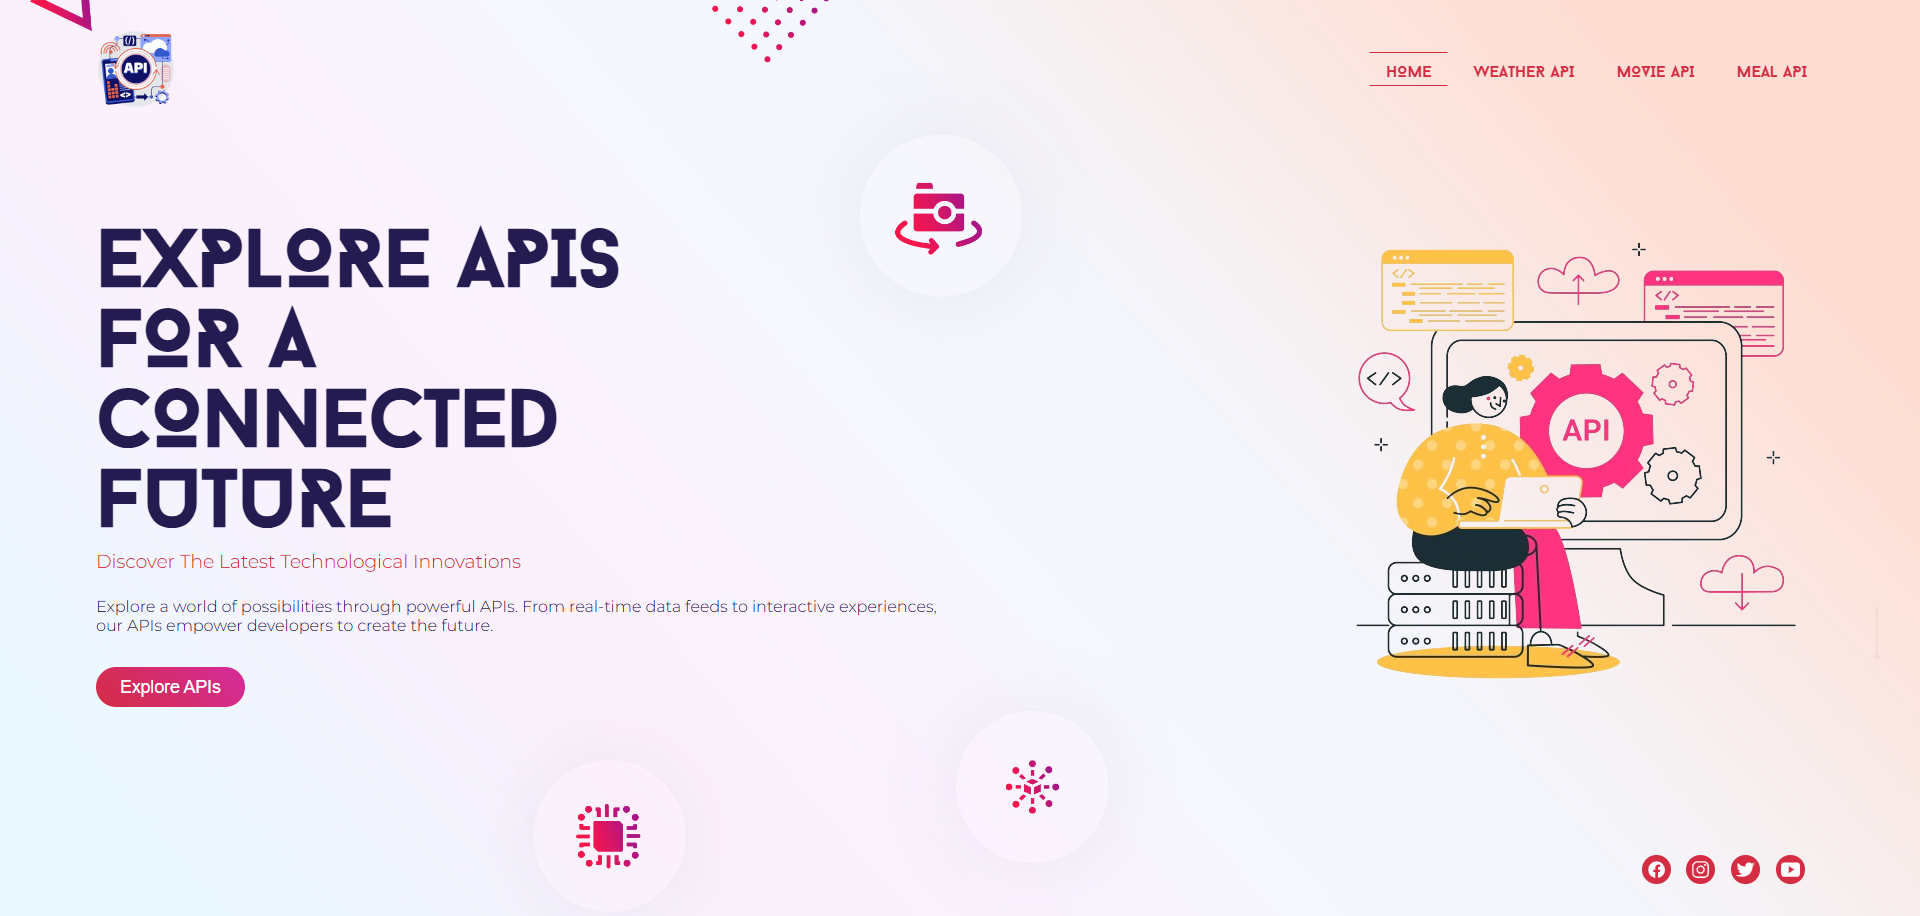 API
HOME
WEATHER API
MOVIE API
MEAL API
EXPLORE APIS
FOR A
CONNECTED
FUTURE
Discover The Latest Technological Innovations
Explore a world of possibilities through powerful APIs. From real-time data feeds to interactive experiences,
our APIs empower developers to create the future.
Explore APIs
</>
</>
</>
API